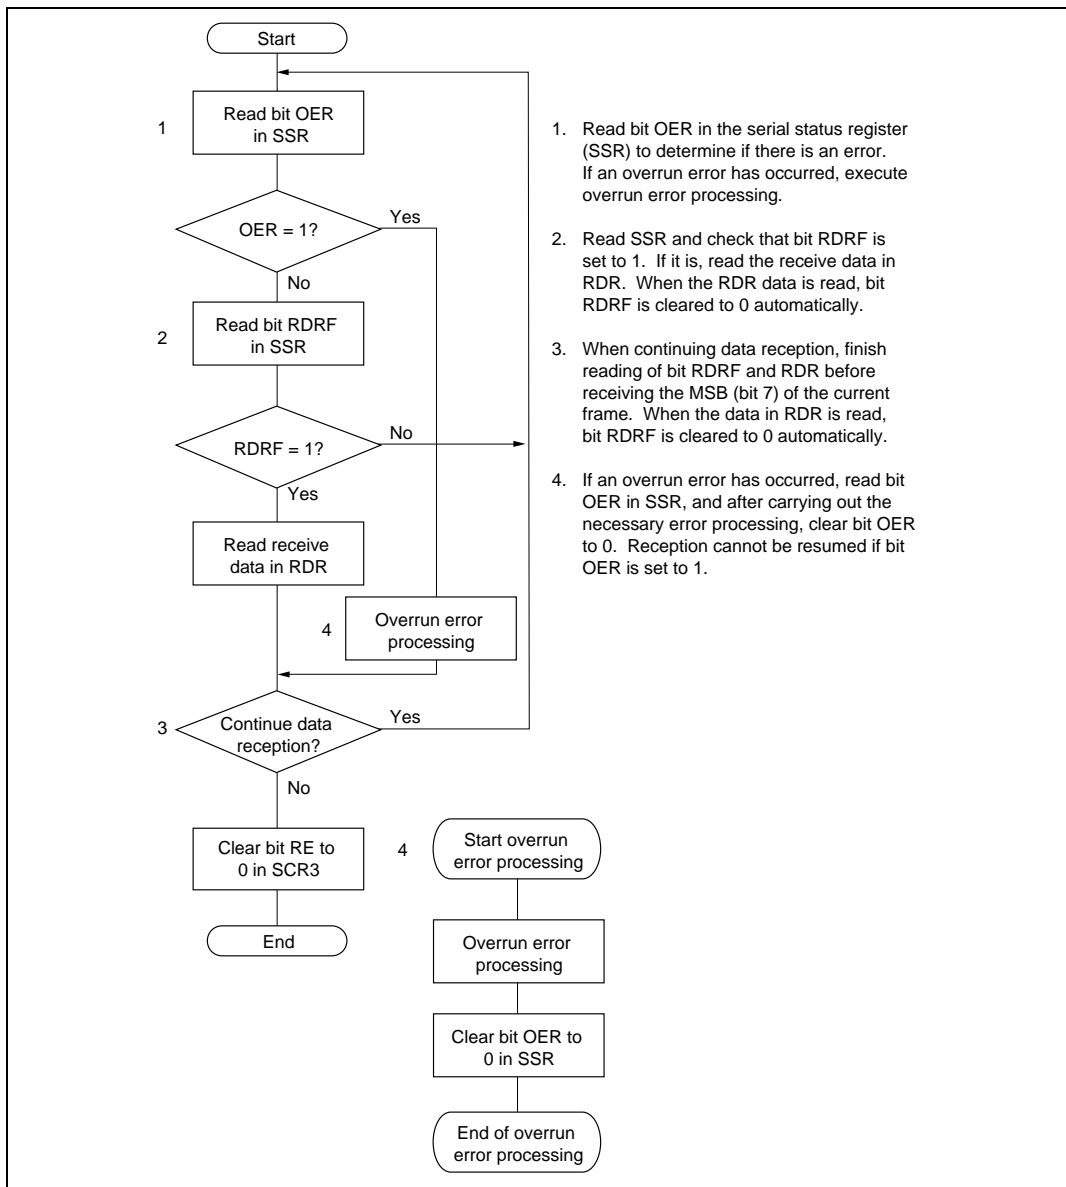 Start
1
Read bit OER
in SSR
OER = 1?
Yes
No
2
Read bit RDRF
in SSR
RDRF = 1?
No
Yes
Read receive
data in RDR
4
Overrun error
processing
3
Continue data
reception?
Yes
No
Clear bit RE to
0 in SCR3
End
4
Start overrun
error processing
Overrun error
processing
Clear bit OER to
0 in SSR
End of overrun
error processing
1. Read bit OER in the serial status register
(SSR) to determine if there is an error.
If an overrun error has occurred, execute
overrun error processing.
2. Read SSR and check that bit RDRF is
set to 1. If it is, read the receive data in
RDR. When the RDR data is read, bit
RDRF is cleared to 0 automatically.
3. When continuing data reception, finish
reading of bit RDRF and RDR before
receiving the MSB (bit 7) of the current
frame. When the data in RDR is read,
bit RDRF is cleared to 0 automatically.
4. If an overrun error has occurred, read bit
OER in SSR, and after carrying out the
necessary error processing, clear bit OER
to 0. Reception cannot be resumed if bit
OER is set to 1.